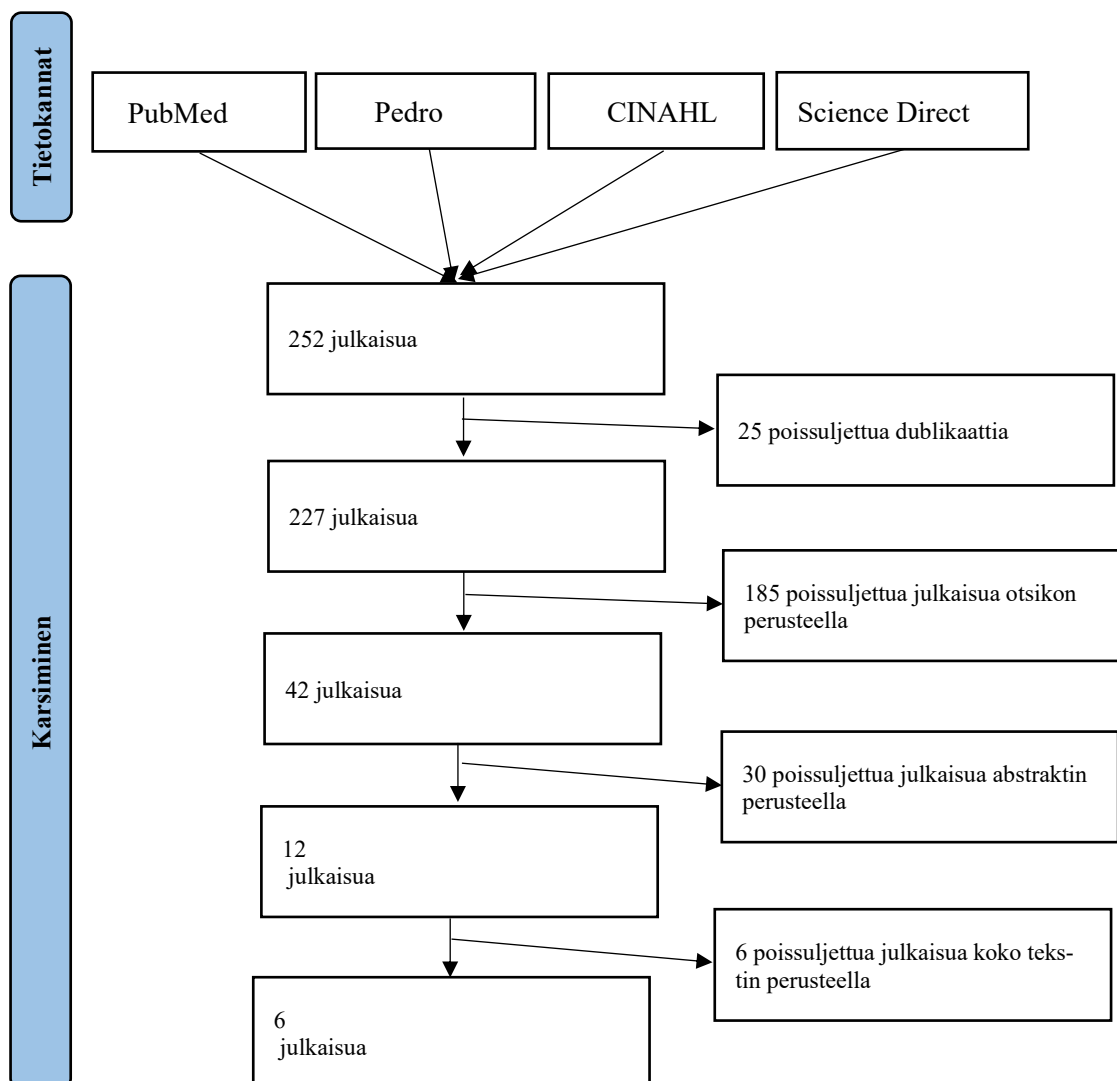 Tietokannat
PubMed
Pedro
CINAHL
Science Direct
Karsiminen
252 julkaisua
25 poissuljettua dublikaattia
227 julkaisua
185 poissuljettua julkaisua otsikon
perusteella
42 julkaisua
30 poissuljettua julkaisua abstraktin
perusteella
12
julkaisua
6 poissuljettua julkaisua koko teks-
tin perusteella
6
julkaisua